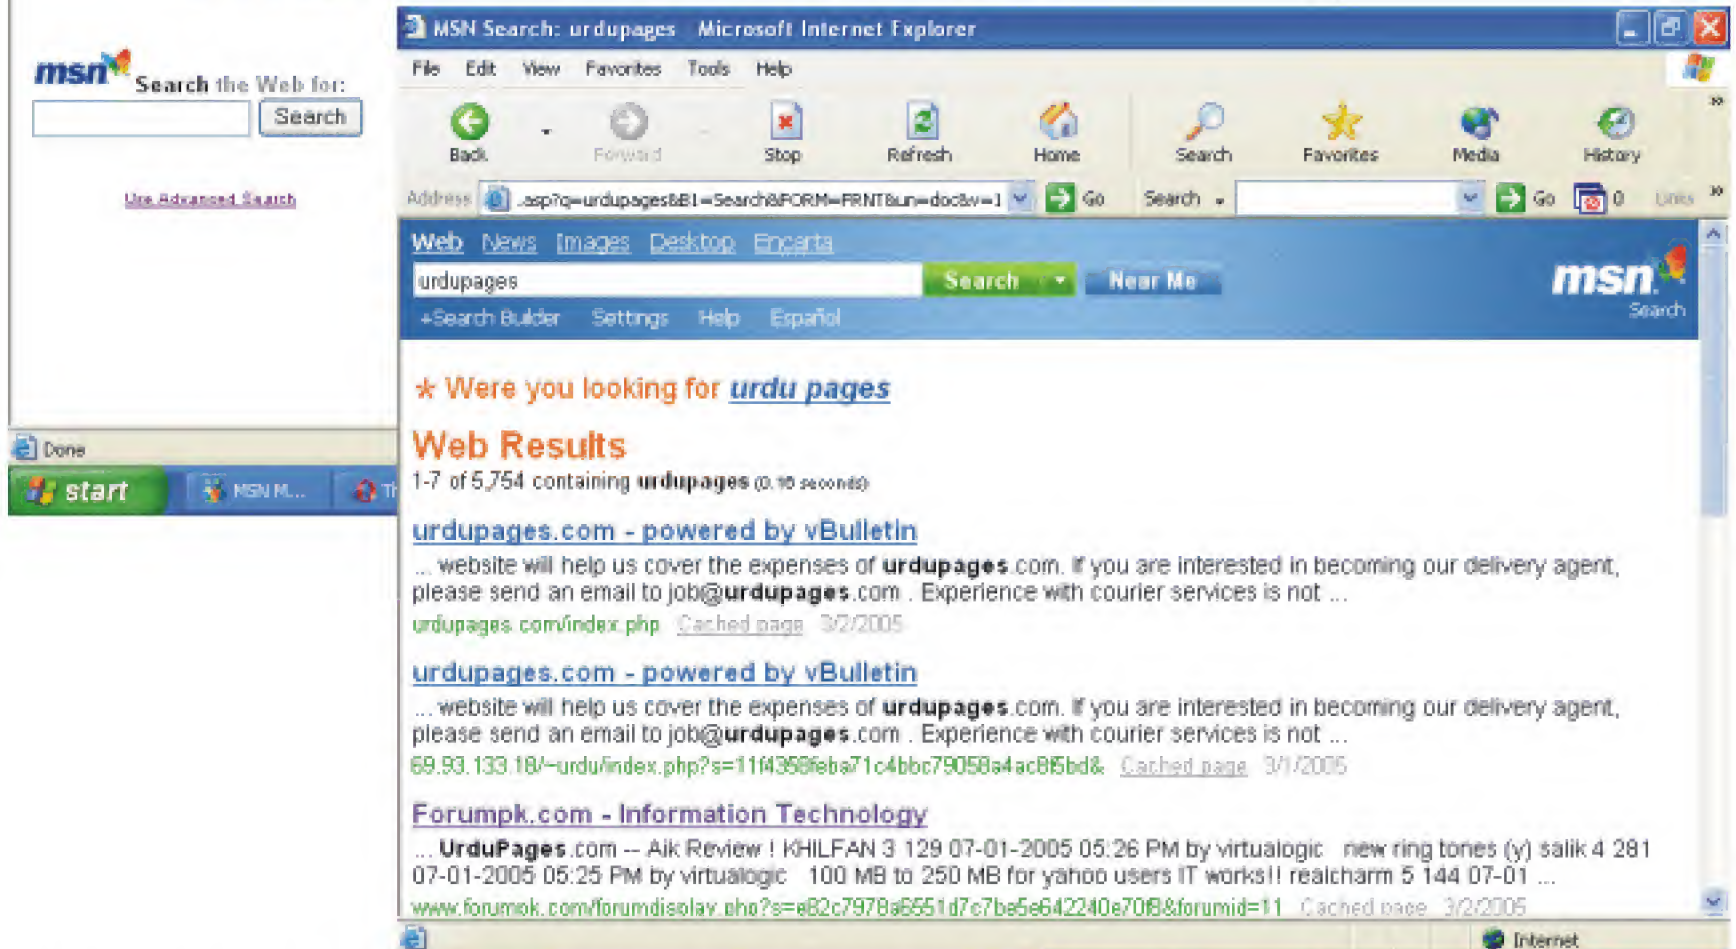 msn Search the Web for:
Search
Use Advanced Search
Done
start MSN M... Th
MSN Search: urdupages Microsoft Internet Explorer
File Edit View Favorites Tools Help
Back Forward Stop Refresh Home Search Favorites Media History »
Address .asp?q=urdupages&B1=Search&FORM=FRNT&un=doc&v=1 Go Search Go 0 Links »
Web News Images Desktop Encarta
urdupages Search Near Me
msn Search
+Search Builder Settings Help Español
* Were you looking for urdu pages
Web Results
1-7 of 5,754 containing urdupages (0.16 seconds)
urdupages.com - powered by vBulletin
... website will help us cover the expenses of urdupages.com. If you are interested in becoming our delivery agent,
please send an email to job@urdupages.com . Experience with courier services is not ...
urdupages.com/index.php Cached page 3/2/2005
urdupages.com - powered by vBulletin
... website will help us cover the expenses of urdupages.com. If you are interested in becoming our delivery agent,
please send an email to job@urdupages.com . Experience with courier services is not ...
Cached page 3/1/2005
Forumpk.com - Information Technology
... UrduPages.com -- Aik Review ! KHILFAN 3 129 07-01-2005 05:26 PM by virtualogic new ring tones (y) salik 4 281
07-01-2005 05:25 PM by virtualogic 100 MB to 250 MB for yahoo users IT works!! realcharm 5 144 07-01 ...
Cached page 3/2/2005
Internet